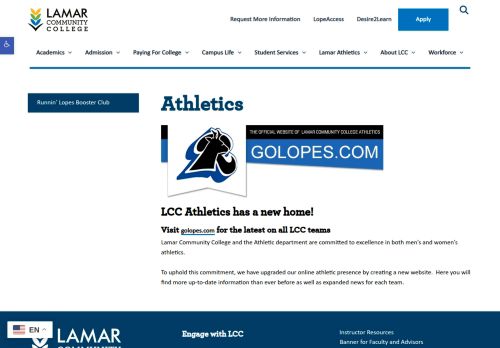 LAMAR
COMMUNITY
COLLEGE
Request More Information LopeAccess Desire2Learn Apply
Academics Admission Paying For College Campus Life Student Services Lamar Athletics About LCC Workforce
Runnin' Lopes Booster Club
Athletics
THE OFFICIAL WEBSITE OF LAMAR COMMUNITY COLLEGE ATHLETICS
GOLOPES.COM
LCC Athletics has a new home!
Visit golopes.com for the latest on all LCC teams
Lamar Community College and the Athletic department are committed to excellence in both men's and women's
athletics.
To uphold this commitment, we have upgraded our online athletic presence by creating a new website. Here you will
find more up-to-date information than ever before as well as expanded news for each team.
EN
LAMAR
COMMUNITY
Engage with LCC
Instructor Resources
Banner for Faculty and Advisors